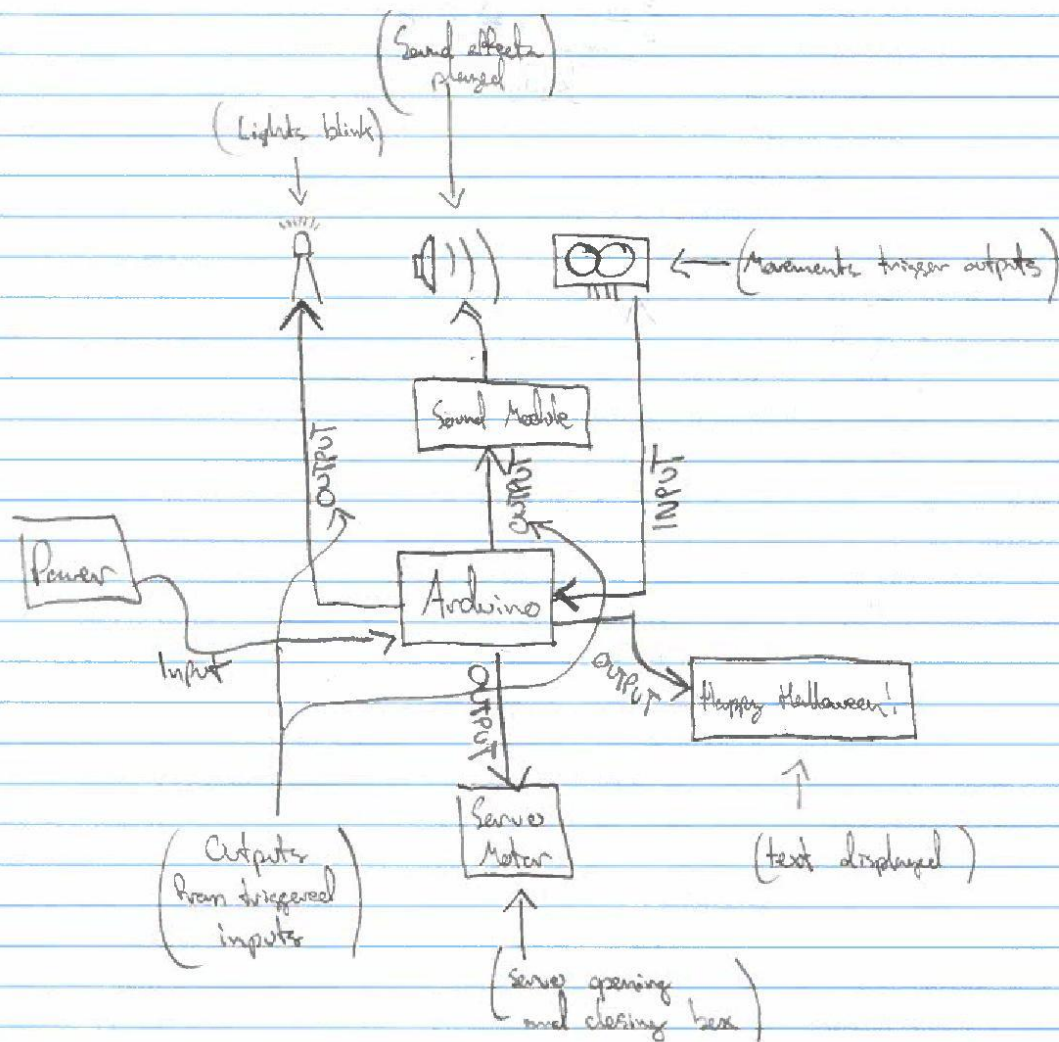 (Sound effects
played)
(Lights blink)
(Movements trigger outputs)
Sound Module
OUTPUT
OUTPUT
INPUT
Power
Arduino
Input
OUTPUT
OUTPUT
Happy Halloween!
Servo
Motor
(text displayed)
(Outputs
from triggered
inputs)
(servo opening
and closing box)